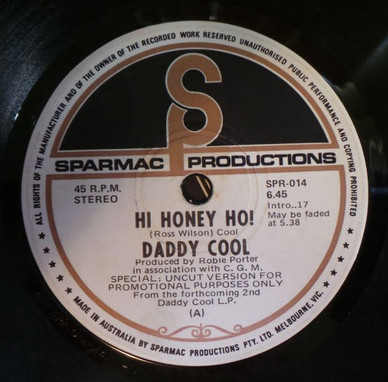 ★ ALL RIGHTS OF THE MANUFACTURER AND OF THE OWNER OF THE RECORDED WORK RESERVED UNAUTHORISED PUBLIC PERFORMANCE AND COPYING PROHIBITED ★
SP
SPARMAC PRODUCTIONS
45 R.P.M.
STEREO
SPR-014
6.45
Intro..17
May be faded
at 5.38
HI HONEY HO!
(Ross Wilson) Cool
DADDY COOL
Produced by Robie Porter
in association with C. G. M.
SPECIAL: UNCUT VERSION FOR
PROMOTIONAL PURPOSES ONLY
From the forthcoming 2nd
Daddy Cool L.P.
(A)
★ MADE IN AUSTRALIA BY SPARMAC PRODUCTIONS PTY. LTD. MELBOURNE, VIC. ★